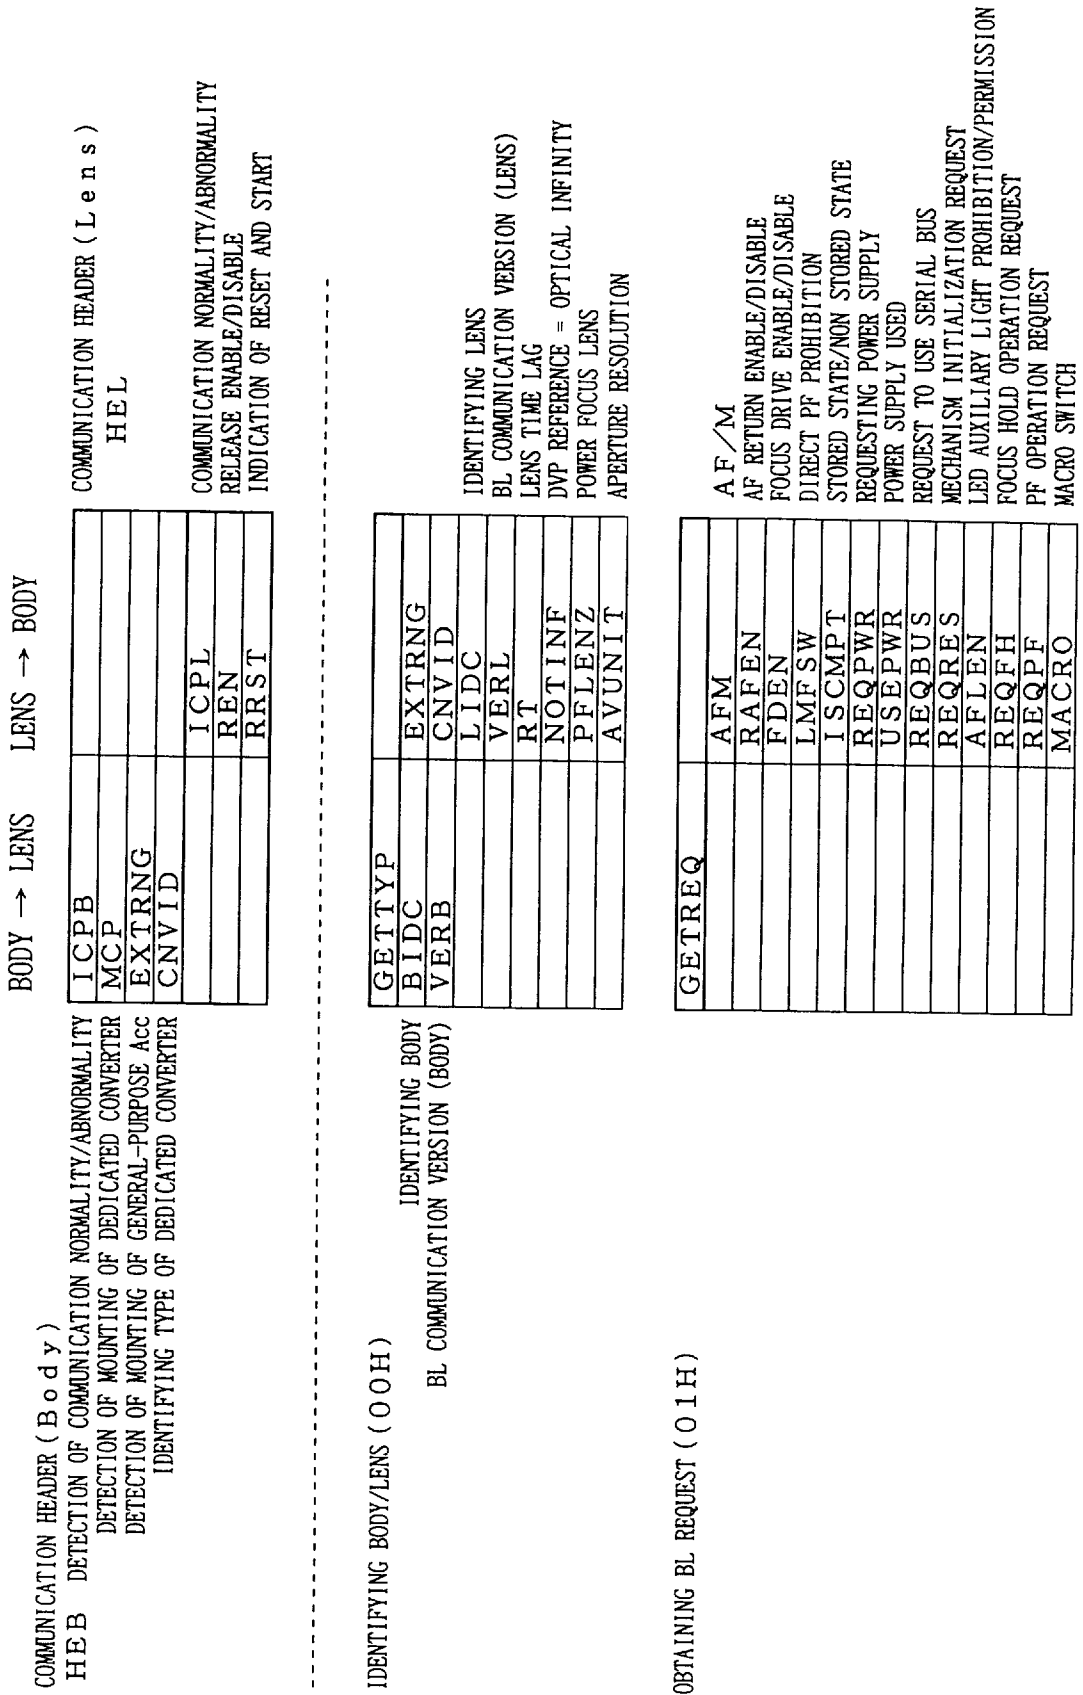 BODY → LENS LENS → BODY
COMMUNICATION HEADER (Body) COMMUNICATION HEADER (Lens)
HEB DETECTION OF COMMUNICATION NORMALITY/ABNORMALITY ICPB HEL
DETECTION OF MOUNTING OF DEDICATED CONVERTER MCP
DETECTION OF MOUNTING OF GENERAL-PURPOSE Acc EXTRNG
IDENTIFYING TYPE OF DEDICATED CONVERTER CNVID
ICPL COMMUNICATION NORMALITY/ABNORMALITY
REN RELEASE ENABLE/DISABLE
RRST INDICATION OF RESET AND START
IDENTIFYING BODY/LENS (OOH) GETTYP
IDENTIFYING BODY BIDC EXTRNG
BL COMMUNICATION VERSION (BODY) VERB CNVID
LIDC IDENTIFYING LENS
VERL BL COMMUNICATION VERSION (LENS)
RT LENS TIME LAG
NOTINF DVP REFERENCE = OPTICAL INFINITY
PFLENZ POWER FOCUS LENS
AVUNIT APERTURE RESOLUTION
OBTAINING BL REQUEST (O1H) GETREQ
AFM AF/M
RAFEN AF RETURN ENABLE/DISABLE
FDEN FOCUS DRIVE ENABLE/DISABLE
LMFSW DIRECT PF PROHIBITION
ISCMPT STORED STATE/NON STORED STATE
REQPWR REQUESTING POWER SUPPLY
USEPWR POWER SUPPLY USED
REQBUS REQUEST TO USE SERIAL BUS
REQRES MECHANISM INITIALIZATION REQUEST
AFLEN LED AUXILIARY LIGHT PROHIBITION/PERMISSION
REQFH FOCUS HOLD OPERATION REQUEST
REQPF PF OPERATION REQUEST
MACRO MACRO SWITCH